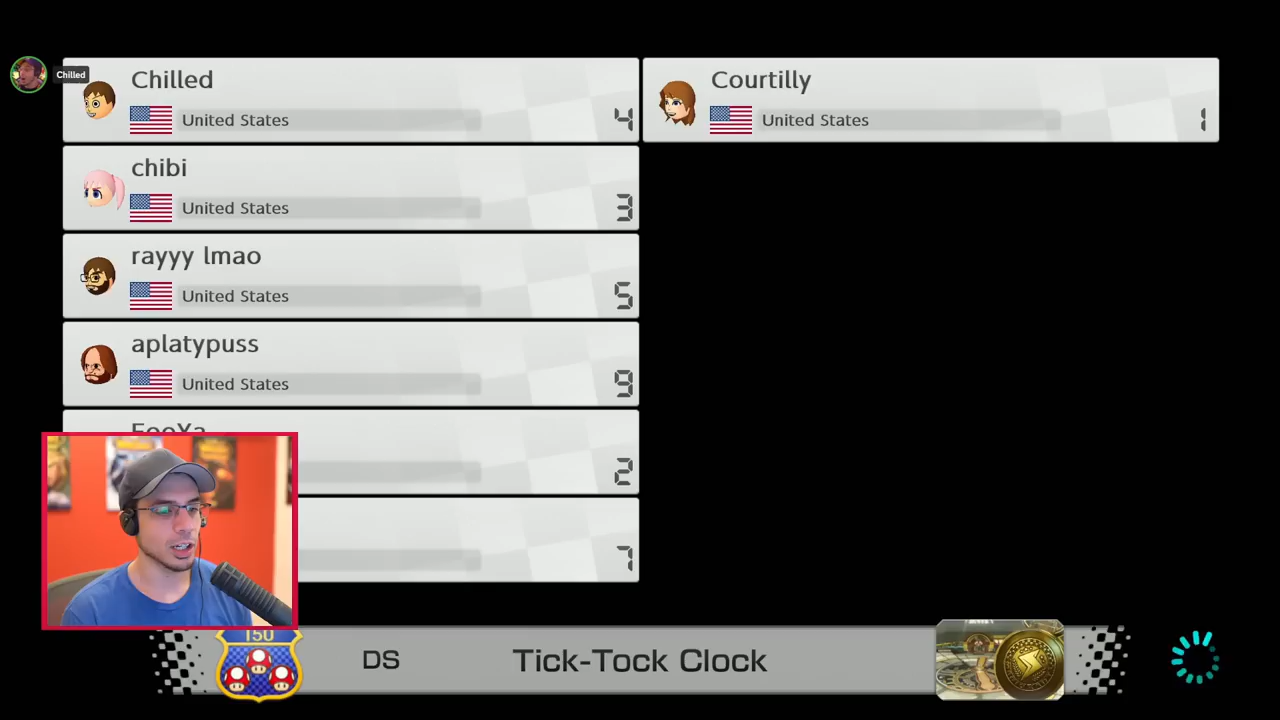 Chilled
Chilled
United States
4
chibi
United States
3
rayyy lmao
United States
5
aplatypuss
United States
9
FooYa
2
7
Courtilly
United States
1
150
DS
Tick-Tock Clock